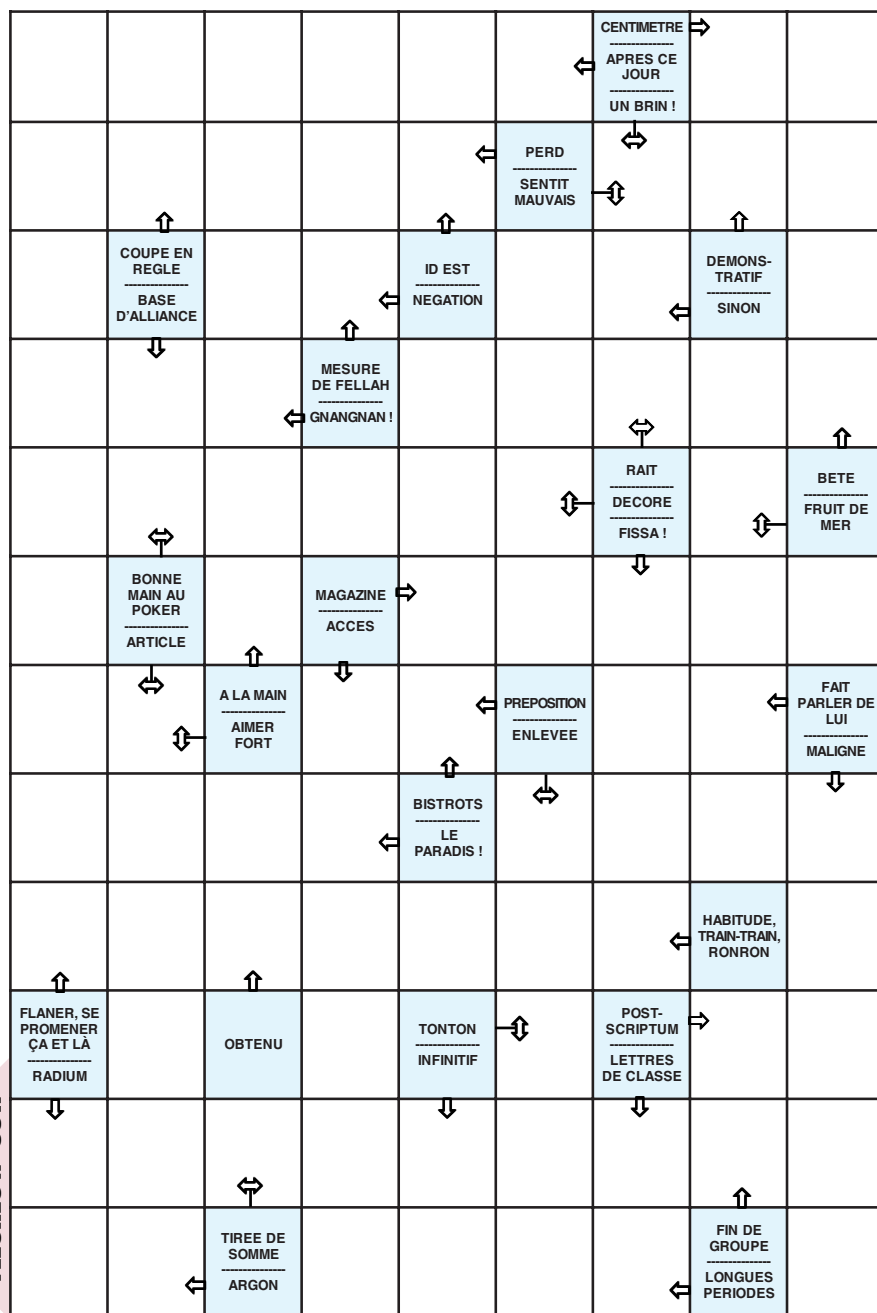 CENTIMETRE
---------------
APRES CE
JOUR
---------------
UN BRIN !
PERD
---------------
SENTIT
MAUVAIS
COUPE EN
REGLE
---------------
BASE
D'ALLIANCE
ID EST
---------------
NEGATION
DEMONS-
TRATIF
---------------
SINON
MESURE
DE FELLAH
---------------
GNANGNAN !
RAIT
---------------
DECORE
---------------
FISSA !
BETE
---------------
FRUIT DE
MER
BONNE
MAIN AU
POKER
---------------
ARTICLE
MAGAZINE
---------------
ACCES
A LA MAIN
---------------
AIMER
FORT
PREPOSITION
---------------
ENLEVEE
FAIT
PARLER DE
LUI
---------------
MALIGNE
BISTROTS
---------------
LE
PARADIS !
HABITUDE,
TRAIN-TRAIN,
RONRON
FLANER, SE
PROMENER
ÇA ET LÀ
---------------
RADIUM
OBTENU
TONTON
---------------
INFINITIF
POST-
SCRIPTUM
---------------
LETTRES
DE CLASSE
TIREE DE
SOMME
---------------
ARGON
FIN DE
GROUPE
---------------
LONGUES
PERIODES